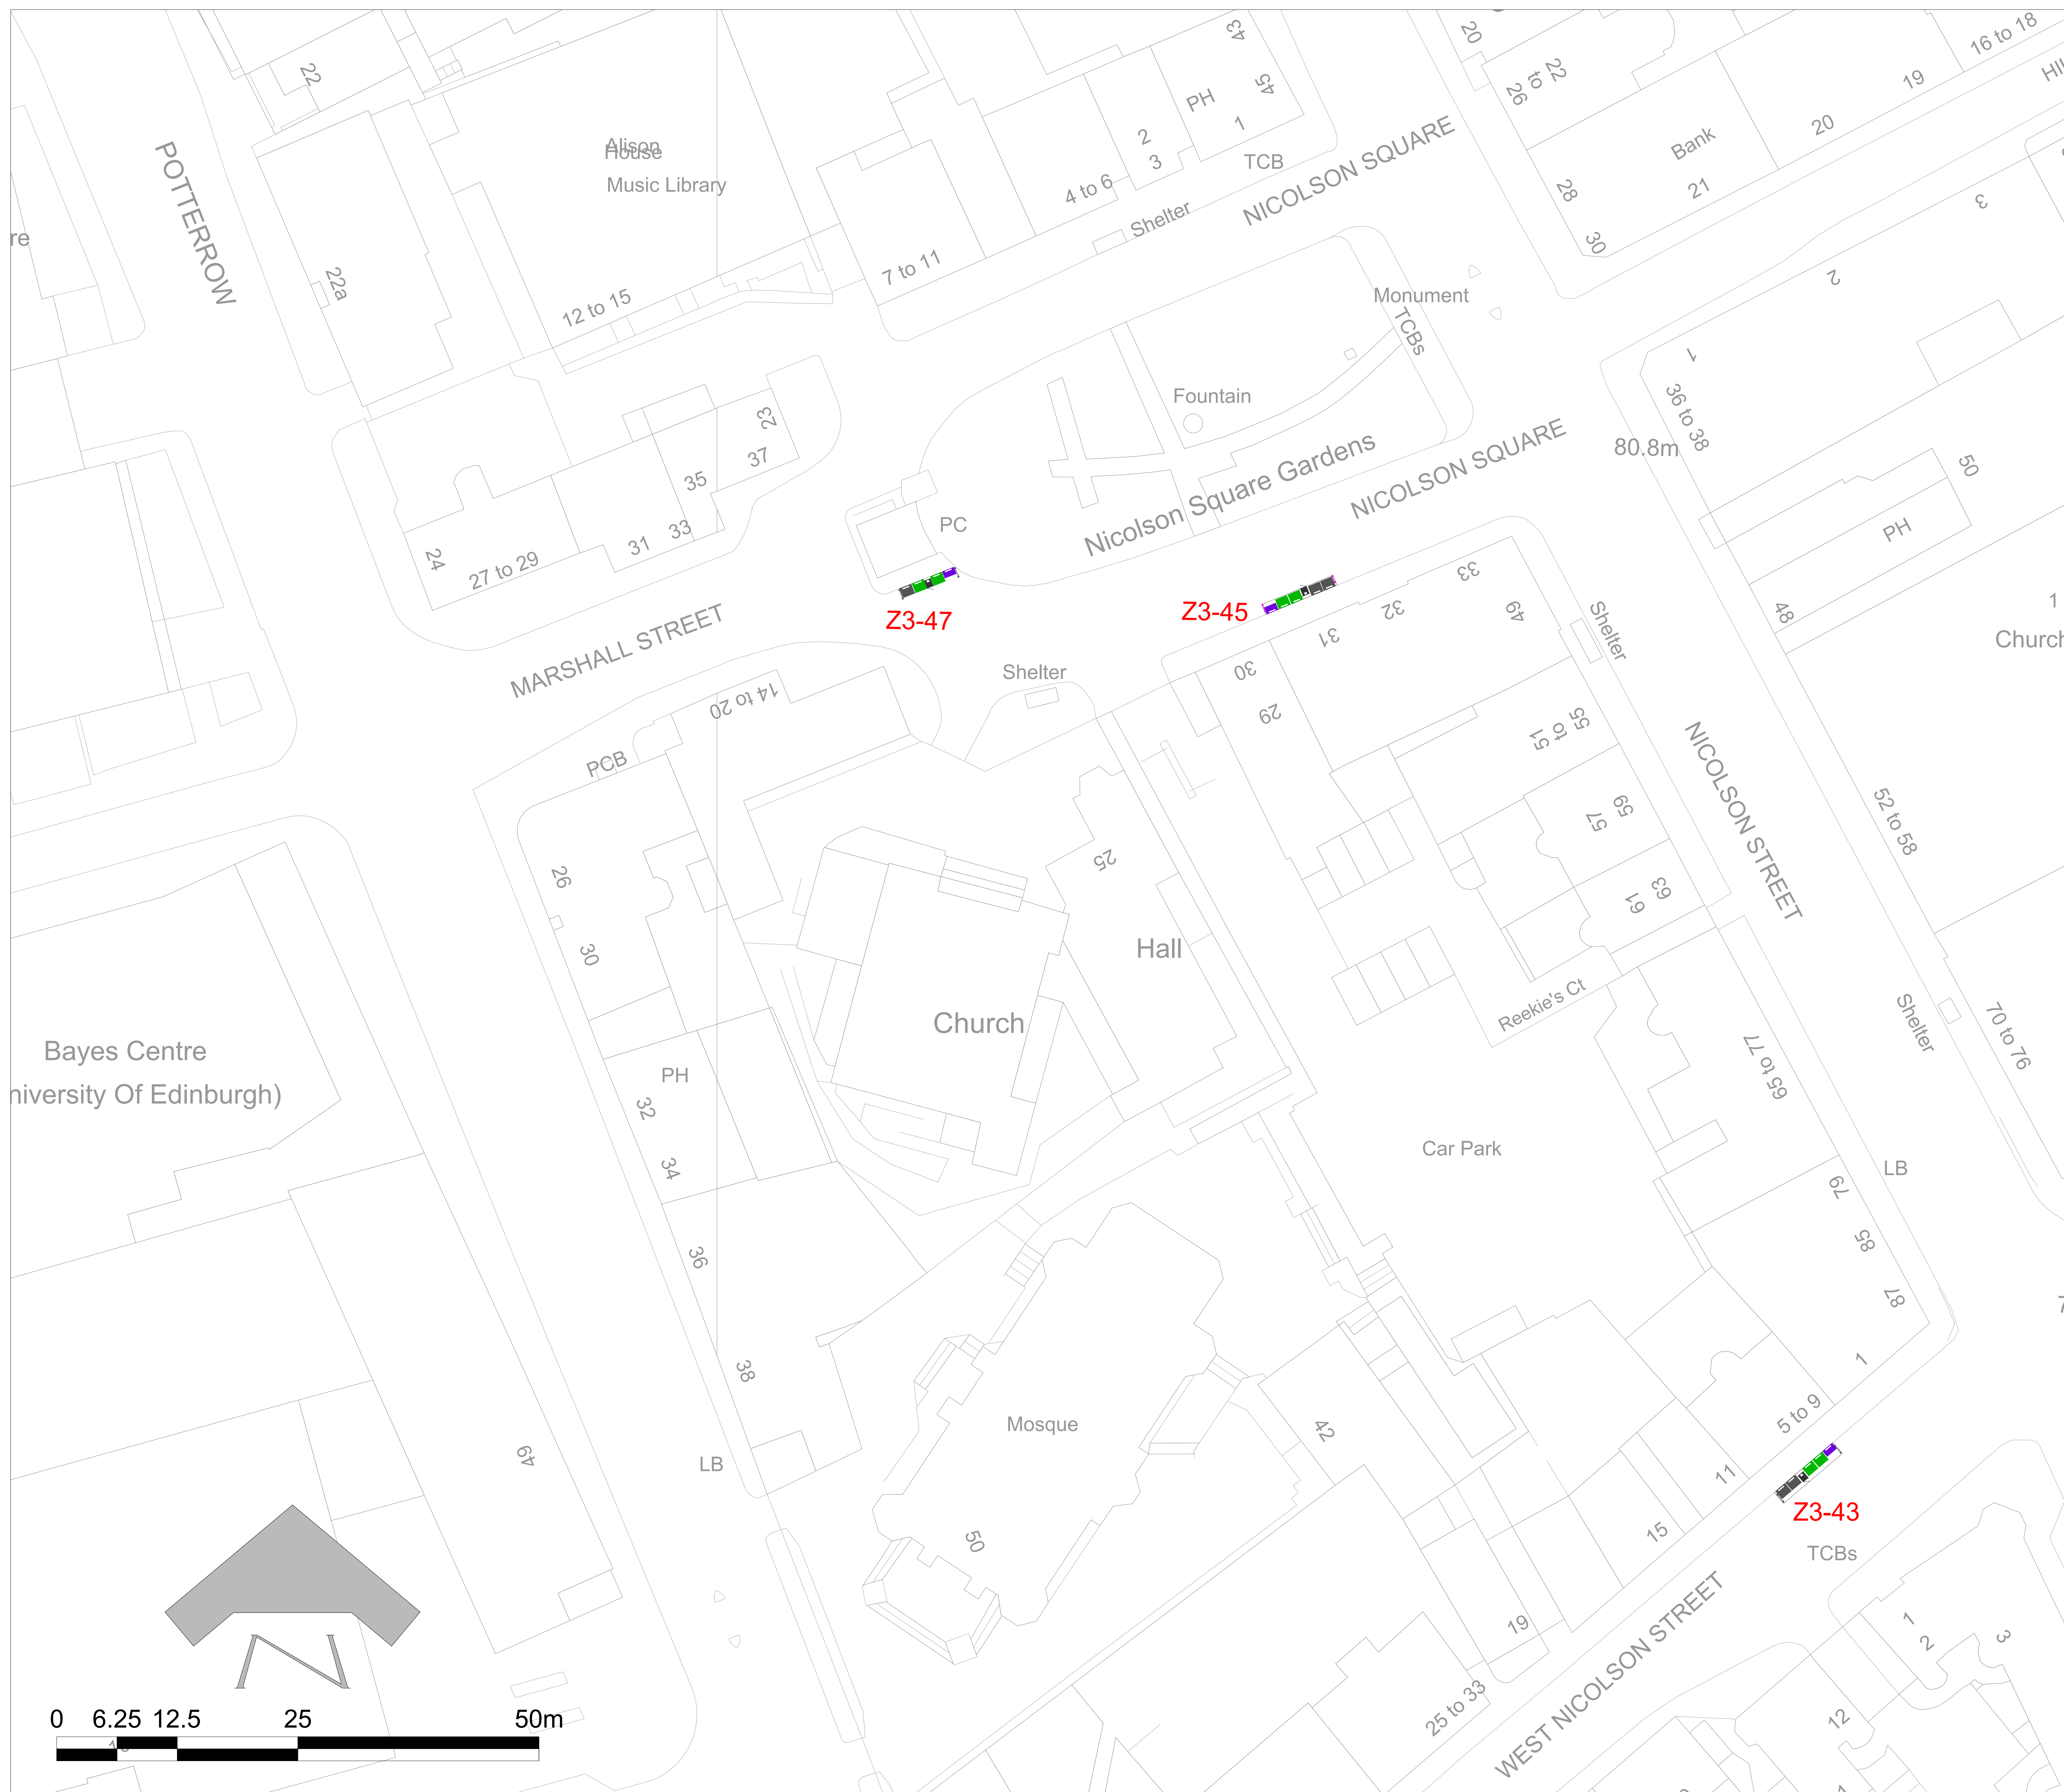 22
43
45
PH
1
2
3
TCB
20
22
to
26
16 to 18
19
20
Bank
21
28
30
3
2
POTTERROW
Alison
House
Music Library
4 to 6
Shelter
NICOLSON SQUARE
re
22a
7 to 11
12 to 15
Monument
TCBs
Fountain
1
36 to 38
80.8m
23
37
35
33
31
27 to 29
24
PC
Nicolson Square Gardens
NICOLSON SQUARE
50
PH
48
Z3-47
Z3-45
33
32
31
30
29
49
Shelter
1
Church
MARSHALL STREET
Shelter
14 to 20
PCB
55
to
51
NICOLSON STREET
59
57
52 to 58
26
25
63
61
30
Hall
Reekie's Ct
Church
Shelter
70 to 76
Bayes Centre
niversity Of Edinburgh)
PH
32
34
65 to 77
Car Park
LB
79
85
87
36
38
1
5 to 9
Mosque
42
49
LB
11
Z3-43
TCBs
15
50
19
1
2
3
WEST NICOLSON STREET
25 to 33
12
0 6.25 12.5 25 50m